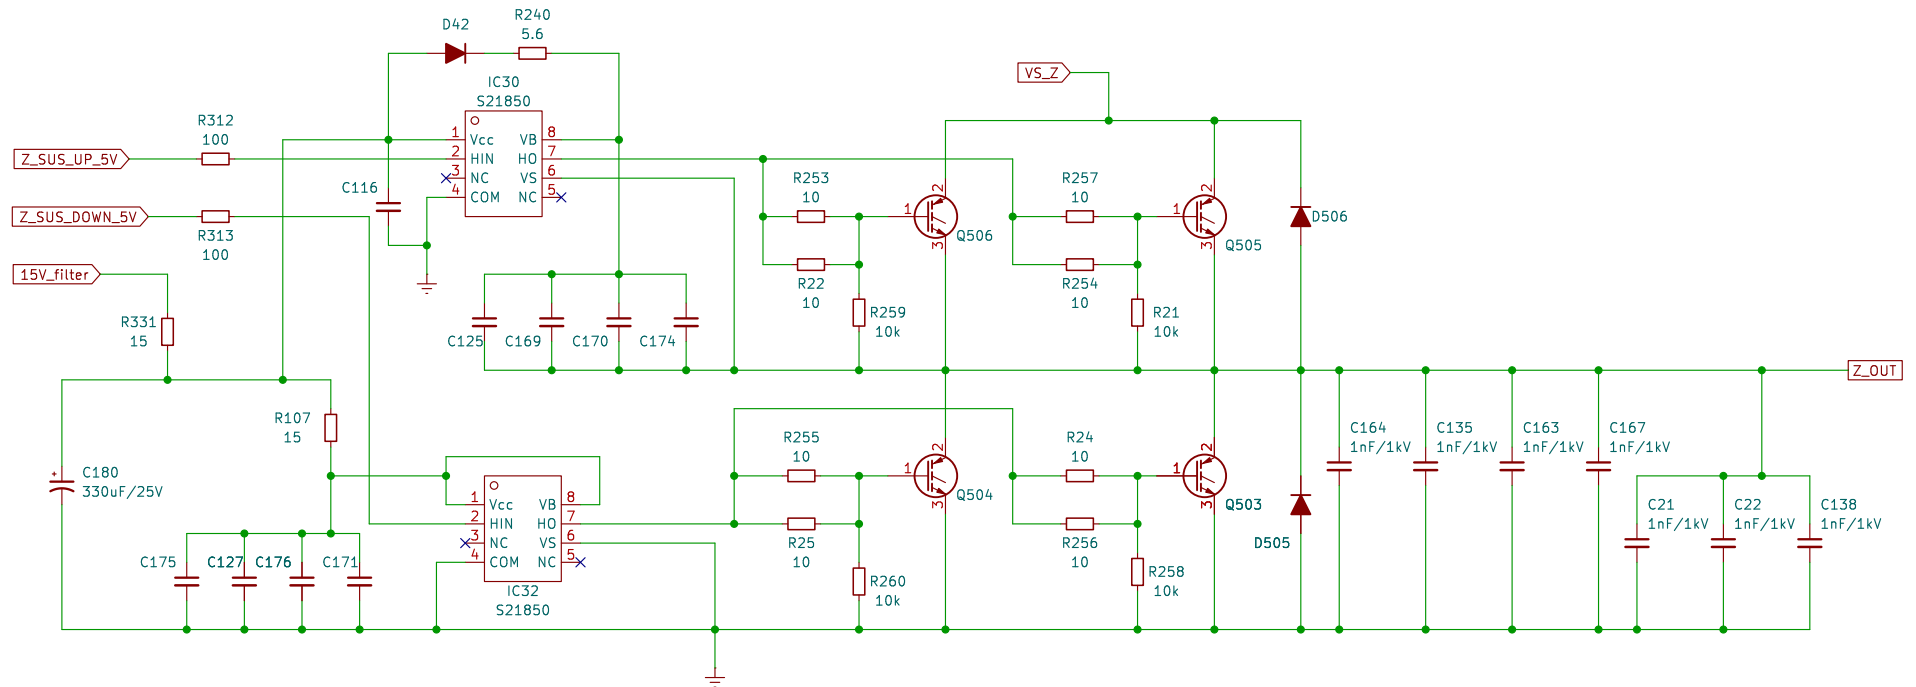 D42
R240
5.6
IC30
S21850
1 Vcc VB 8
2 HIN HO 7
3 NC VS 6
4 COM NC 5
R312
100
Z_SUS_UP_5V
Z_SUS_DOWN_5V
R313
100
15V_filter
C116
R331
15
C125
C169
C170
C174
R107
15
+
C180
330uF/25V
C175
C127
C176
C171
1 Vcc VB 8
2 HIN HO 7
3 NC VS 6
4 COM NC 5
IC32
S21850
VS_Z
R253
10
R22
10
R259
10k
1
2
3
Q506
R257
10
R254
10
R21
10k
1
2
3
Q505
D506
Z_OUT
R255
10
R25
10
R260
10k
1
2
3
Q504
R24
10
R256
10
R258
10k
1
2
3
Q503
D505
C164
1nF/1kV
C135
1nF/1kV
C163
1nF/1kV
C167
1nF/1kV
C21
1nF/1kV
C22
1nF/1kV
C138
1nF/1kV